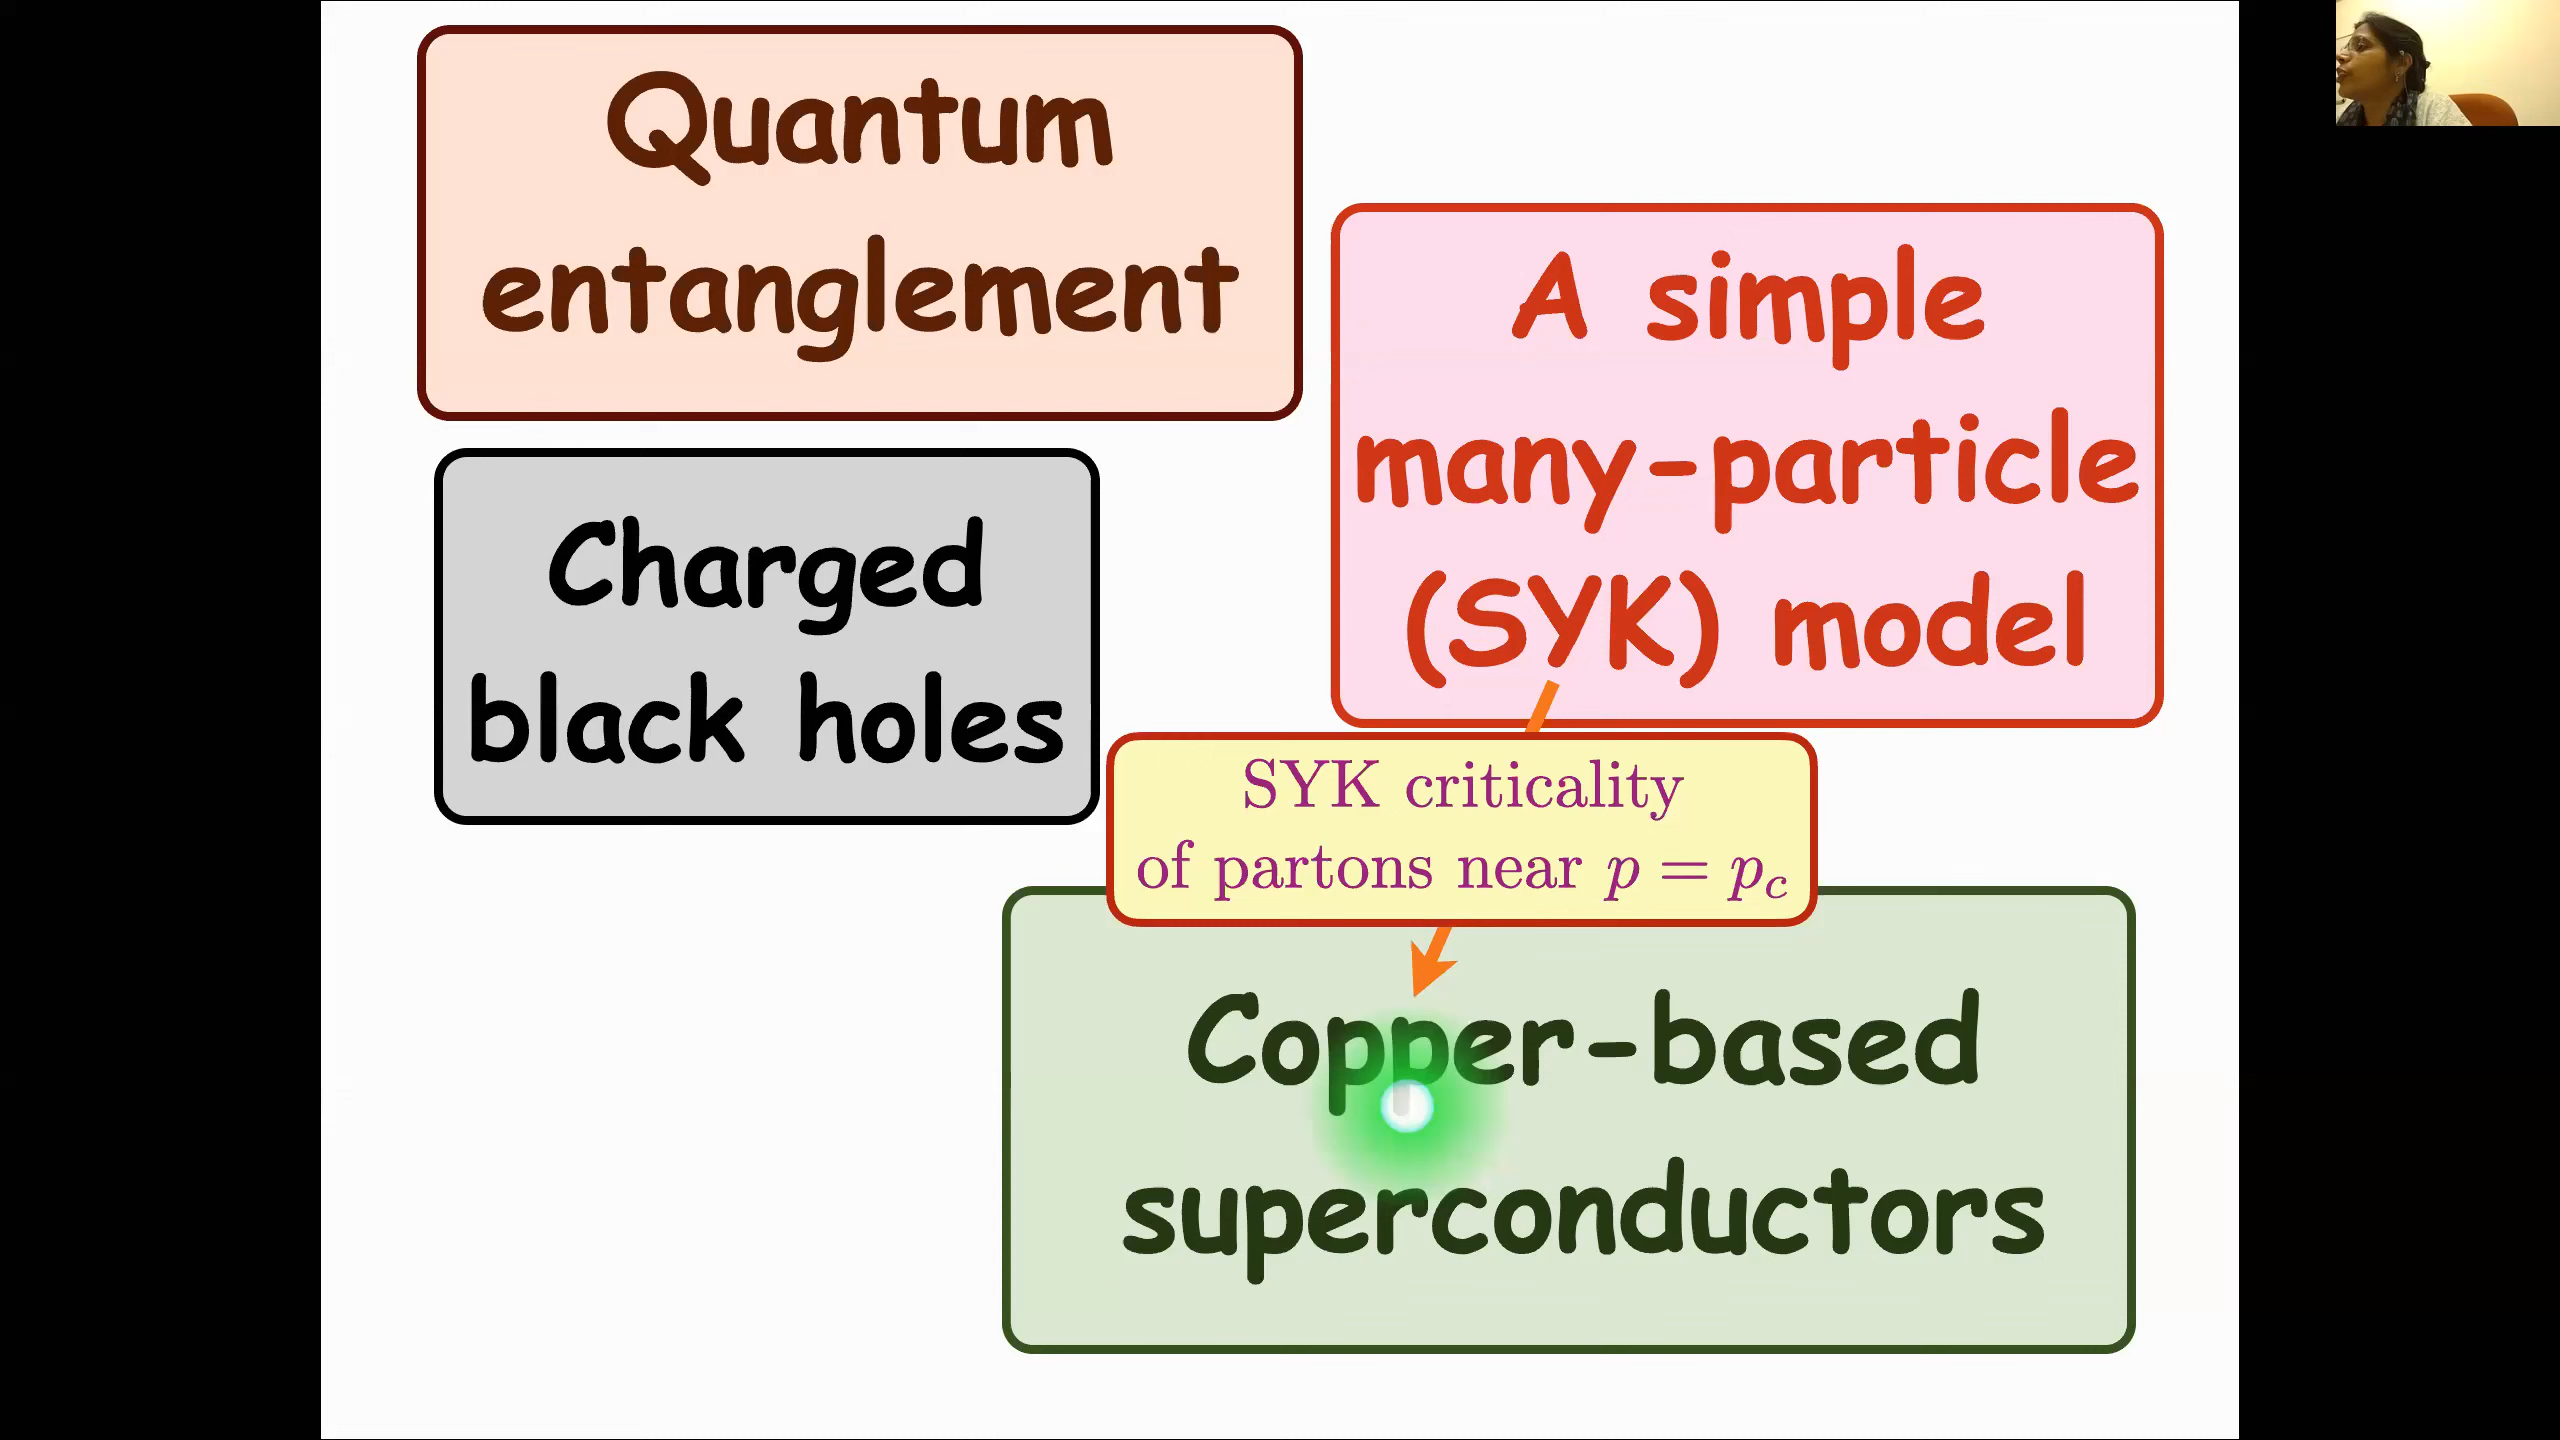 Quantum
entanglement
A simple
many-particle
(SYK) model
Charged
black holes
SYK criticality
of partons near p = p_c
Copper-based
superconductors